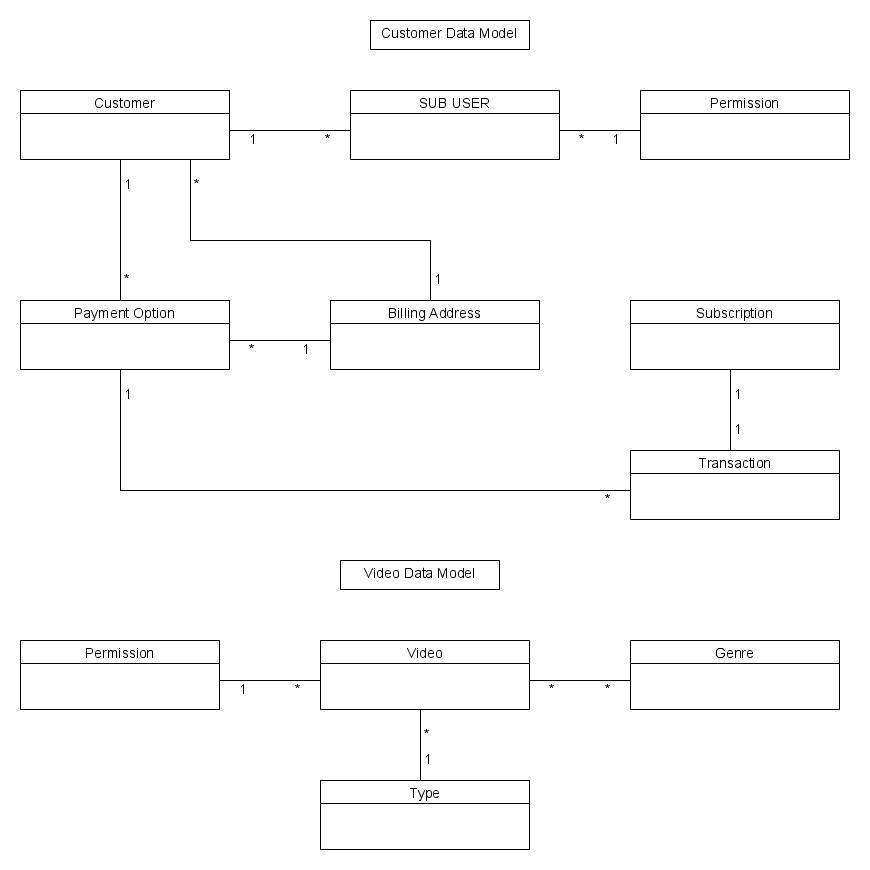 Customer Data Model
Customer
SUB USER
Permission
1
*
*
1
1
*
*
1
Payment Option
Billing Address
Subscription
*
1
1
1
1
Transaction
*
Video Data Model
Permission
Video
Genre
1
*
*
*
*
1
Type